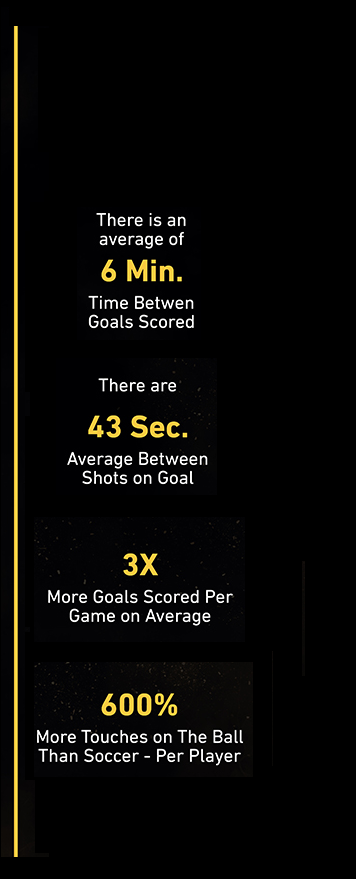 There is an
average of
6 Min.
Time Betwen
Goals Scored
There are
43 Sec.
Average Between
Shots on Goal
3X
More Goals Scored Per
Game on Average
600%
More Touches on The Ball
Than Soccer - Per Player